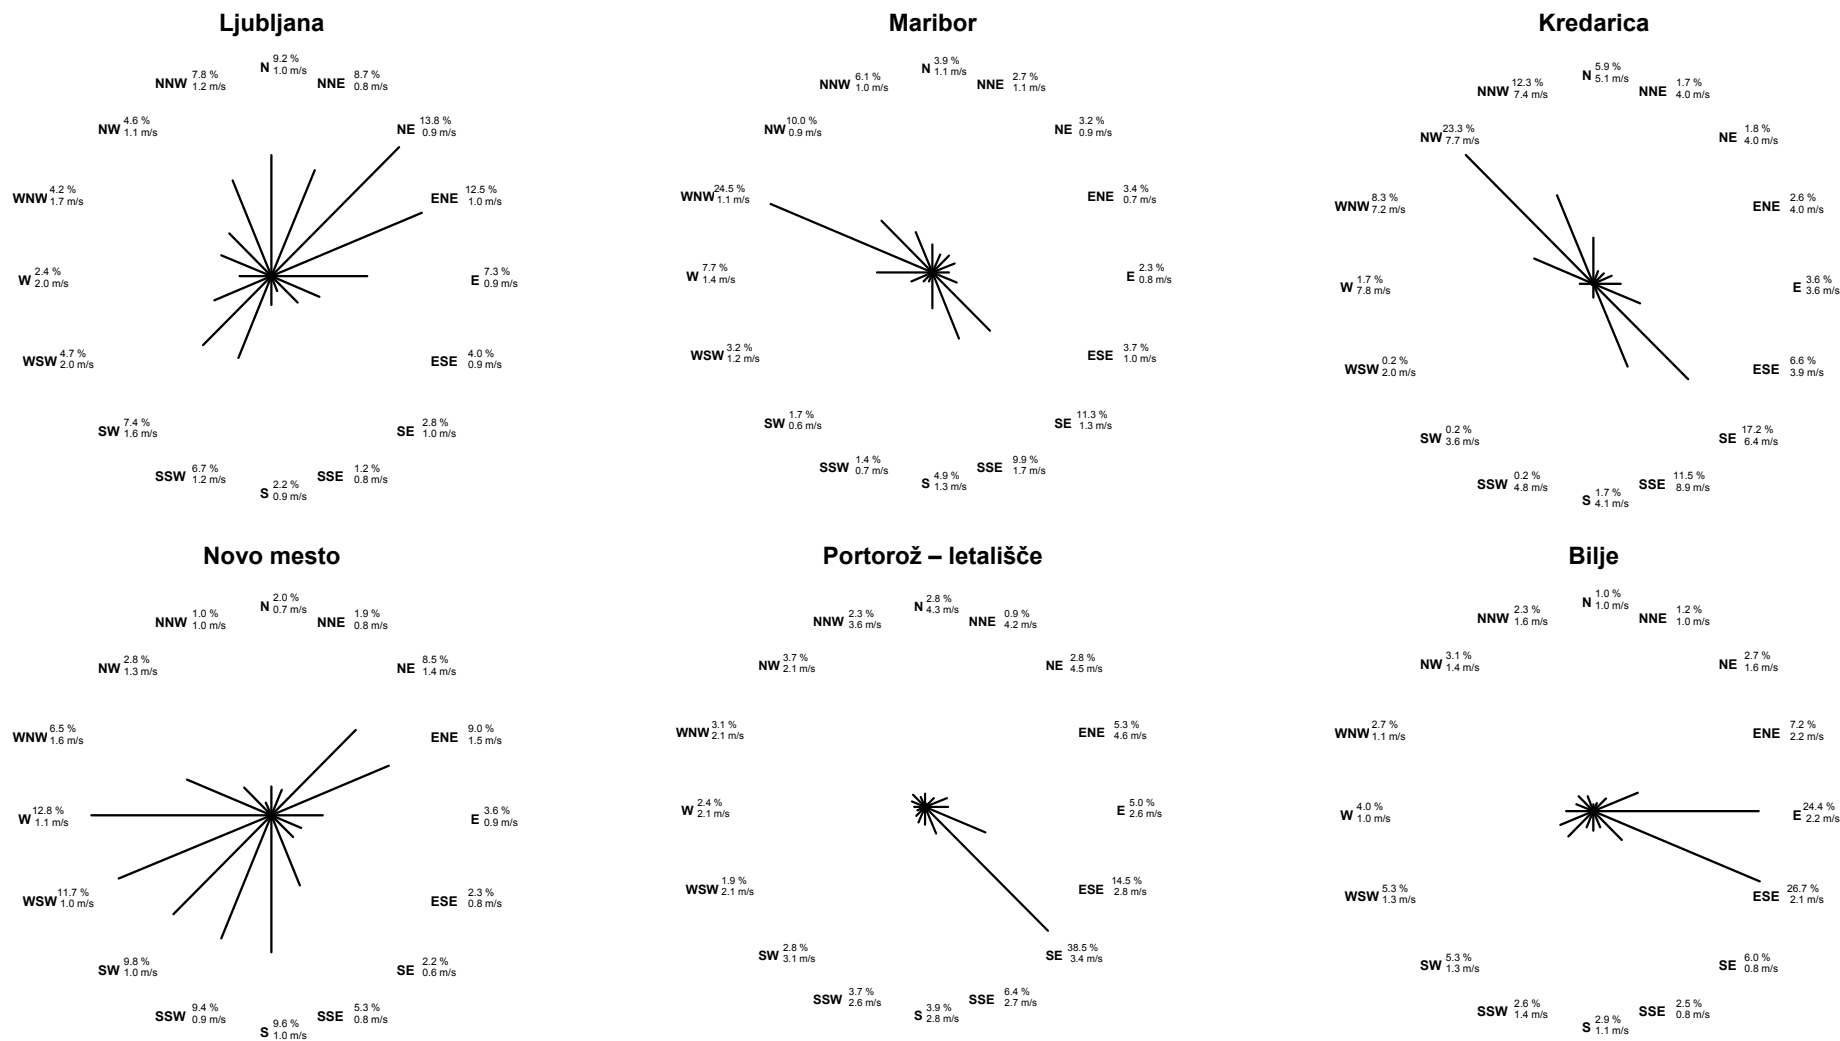 Ljubljana
N 9.2 %
1.0 m/s
NNE 8.7 %
0.8 m/s
NE 13.8 %
0.9 m/s
ENE 12.5 %
1.0 m/s
E 7.3 %
0.9 m/s
ESE 4.0 %
0.9 m/s
SE 2.8 %
1.0 m/s
SSE 1.2 %
0.8 m/s
S 2.2 %
0.9 m/s
SSW 6.7 %
1.2 m/s
SW 7.4 %
1.6 m/s
WSW 4.7 %
2.0 m/s
W 2.4 %
2.0 m/s
WNW 4.2 %
1.7 m/s
NW 4.6 %
1.1 m/s
NNW 7.8 %
1.2 m/s
Maribor
N 3.9 %
1.1 m/s
NNE 2.7 %
1.1 m/s
NE 3.2 %
0.9 m/s
ENE 3.4 %
0.7 m/s
E 2.3 %
0.8 m/s
ESE 3.7 %
1.0 m/s
SE 11.3 %
1.3 m/s
SSE 9.9 %
1.7 m/s
S 4.9 %
1.3 m/s
SSW 1.4 %
0.7 m/s
SW 1.7 %
0.6 m/s
WSW 3.2 %
1.2 m/s
W 7.7 %
1.4 m/s
WNW 24.5 %
1.1 m/s
NW 10.0 %
0.9 m/s
NNW 6.1 %
1.0 m/s
Kredarica
N 5.9 %
5.1 m/s
NNE 1.7 %
4.0 m/s
NE 1.8 %
4.0 m/s
ENE 2.6 %
4.0 m/s
E 3.6 %
3.6 m/s
ESE 6.6 %
3.9 m/s
SE 17.2 %
6.4 m/s
SSE 11.5 %
8.9 m/s
S 1.7 %
4.1 m/s
SSW 0.2 %
4.8 m/s
SW 0.2 %
3.6 m/s
WSW 0.2 %
2.0 m/s
W 1.7 %
7.8 m/s
WNW 8.3 %
7.2 m/s
NW 23.3 %
7.7 m/s
NNW 12.3 %
7.4 m/s
Novo mesto
N 2.0 %
0.7 m/s
NNE 1.9 %
0.8 m/s
NE 8.5 %
1.4 m/s
ENE 9.0 %
1.5 m/s
E 3.6 %
0.9 m/s
ESE 2.3 %
0.8 m/s
SE 2.2 %
0.6 m/s
SSE 5.3 %
0.8 m/s
S 9.6 %
1.0 m/s
SSW 9.4 %
0.9 m/s
SW 9.8 %
1.0 m/s
WSW 11.7 %
1.0 m/s
W 12.8 %
1.1 m/s
WNW 6.5 %
1.6 m/s
NW 2.8 %
1.3 m/s
NNW 1.0 %
1.0 m/s
Portorož – letališče
N 2.8 %
4.3 m/s
NNE 0.9 %
4.2 m/s
NE 2.8 %
4.5 m/s
ENE 5.3 %
4.6 m/s
E 5.0 %
2.6 m/s
ESE 14.5 %
2.8 m/s
SE 38.5 %
3.4 m/s
SSE 6.4 %
2.7 m/s
S 3.9 %
2.8 m/s
SSW 3.7 %
2.6 m/s
SW 2.8 %
3.1 m/s
WSW 1.9 %
2.1 m/s
W 2.4 %
2.1 m/s
WNW 3.1 %
2.1 m/s
NW 3.7 %
2.1 m/s
NNW 2.3 %
3.6 m/s
Bilje
N 1.0 %
1.0 m/s
NNE 1.2 %
1.0 m/s
NE 2.7 %
1.6 m/s
ENE 7.2 %
2.2 m/s
E 24.4 %
2.2 m/s
ESE 26.7 %
2.1 m/s
SE 6.0 %
0.8 m/s
SSE 2.5 %
0.8 m/s
S 2.9 %
1.1 m/s
SSW 2.6 %
1.4 m/s
SW 5.3 %
1.3 m/s
WSW 5.3 %
1.3 m/s
W 4.0 %
1.0 m/s
WNW 2.7 %
1.1 m/s
NW 3.1 %
1.4 m/s
NNW 2.3 %
1.6 m/s